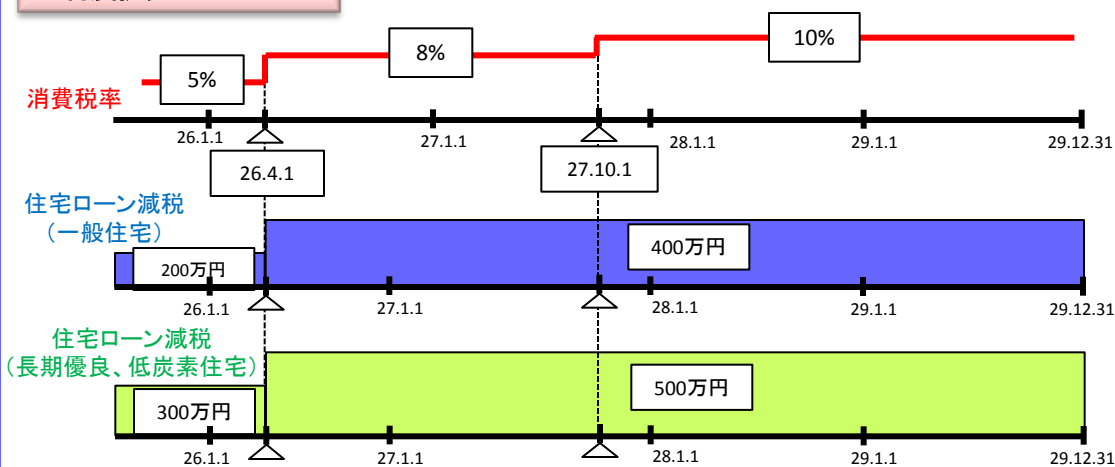 8%
10%
5%
消費税率
26.1.1
27.1.1
28.1.1
29.1.1
29.12.31
26.4.1
27.10.1
住宅ローン減税
（一般住宅）
200万円
400万円
26.1.1
27.1.1
28.1.1
29.1.1
29.12.31
住宅ローン減税
（長期優良、低炭素住宅）
300万円
500万円
26.1.1
27.1.1
28.1.1
29.1.1
29.12.31